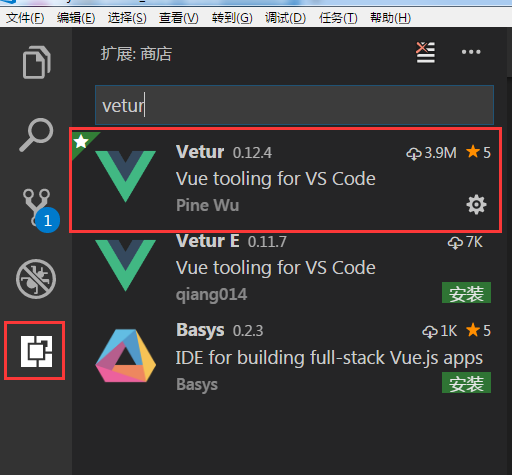 文件(F) 编辑(E) 选择(S) 查看(V) 转到(G) 调试(D) 任务(T) 帮助(H)
扩展: 商店
vetur
Vetur 0.12.4 3.9M 5
Vue tooling for VS Code
Pine Wu
1
Vetur E 0.11.7 7K
Vue tooling for VS Code
qiang014 安装
Basys 0.2.3 1K 5
IDE for building full-stack Vue.js apps
Basys 安装